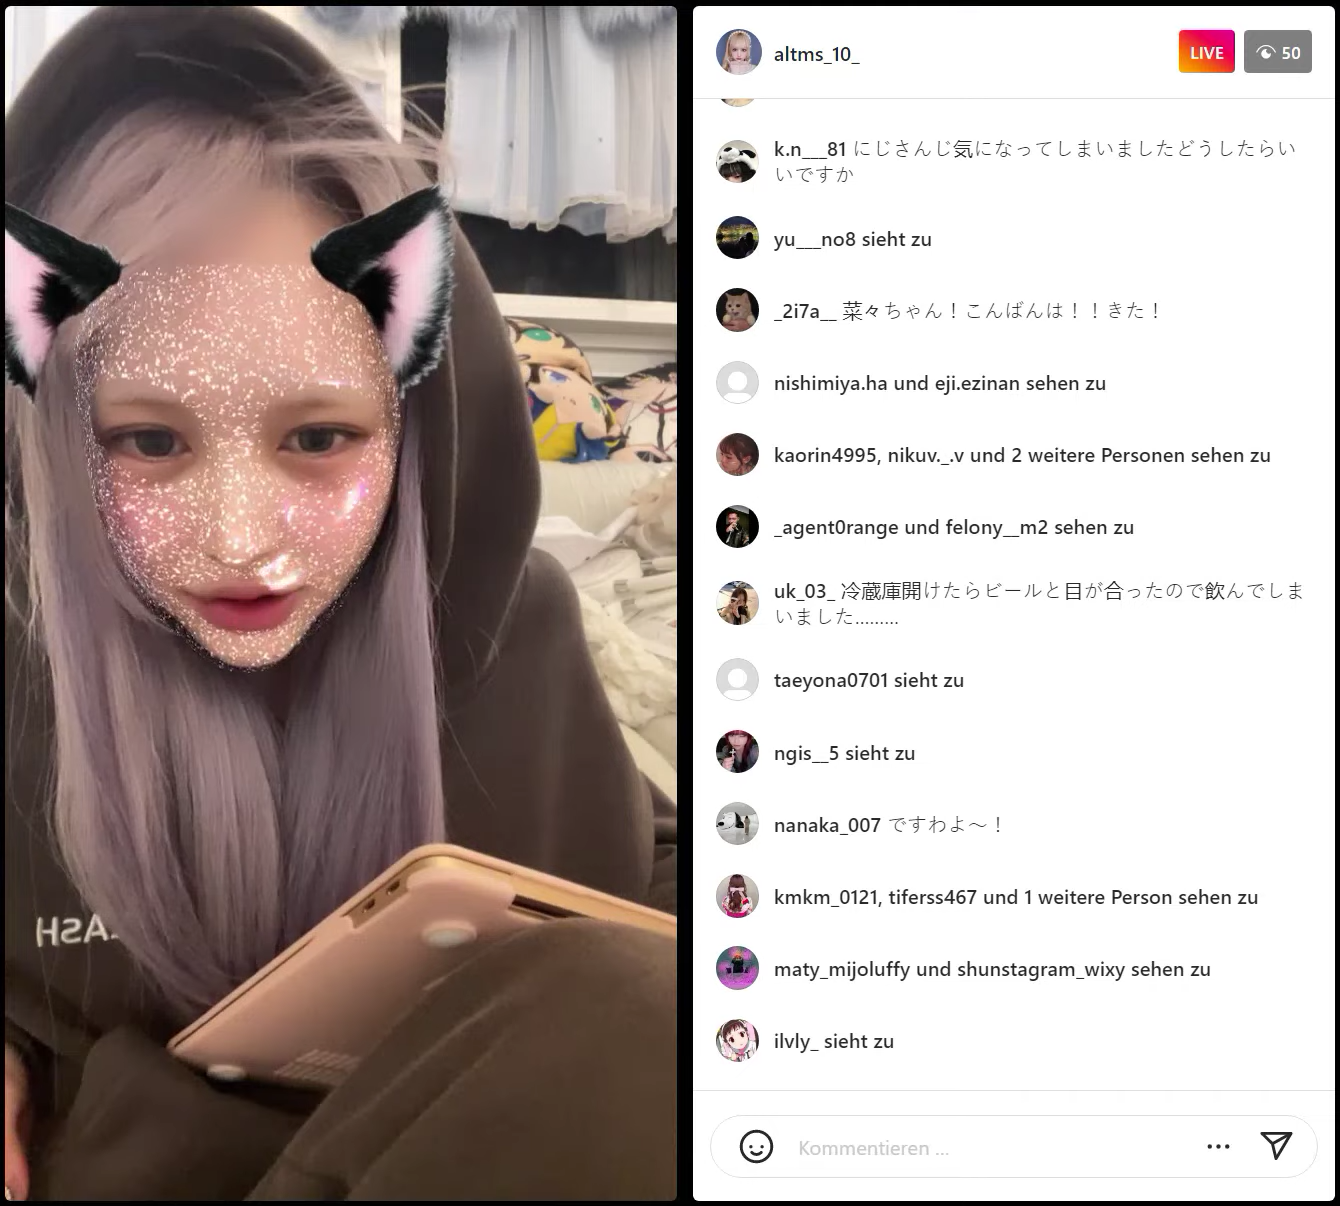 HSA
altms_10_
LIVE
50
k.n___81 にじさんじ気になってしまいましたどうしたらい
いですか
yu___no8 sieht zu
_2i7a__ 菜々ちゃん！こんばんは！！きた！
nishimiya.ha und eji.ezinan sehen zu
kaorin4995, nikuv._.v und 2 weitere Personen sehen zu
_agent0range und felony__m2 sehen zu
uk_03_ 冷蔵庫開けたらビールと目が合ったので飲んでしま
いました.........
taeyona0701 sieht zu
ngis__5 sieht zu
nanaka_007 ですわよ〜！
kmkm_0121, tiferss467 und 1 weitere Person sehen zu
maty_mijoluffy und shunstagram_wixy sehen zu
ilvly_ sieht zu
Kommentieren ...